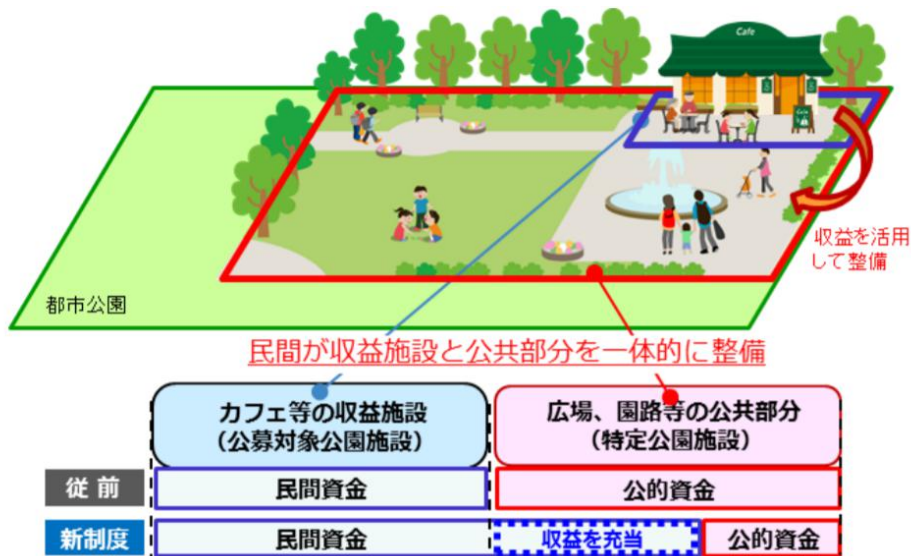 Cafe
収益を活用
して整備
都市公園
民間が収益施設と公共部分を一体的に整備
カフェ等の収益施設
(公募対象公園施設)
広場、園路等の公共部分
(特定公園施設)
従前
民間資金
公的資金
新制度
民間資金
収益を充当
公的資金